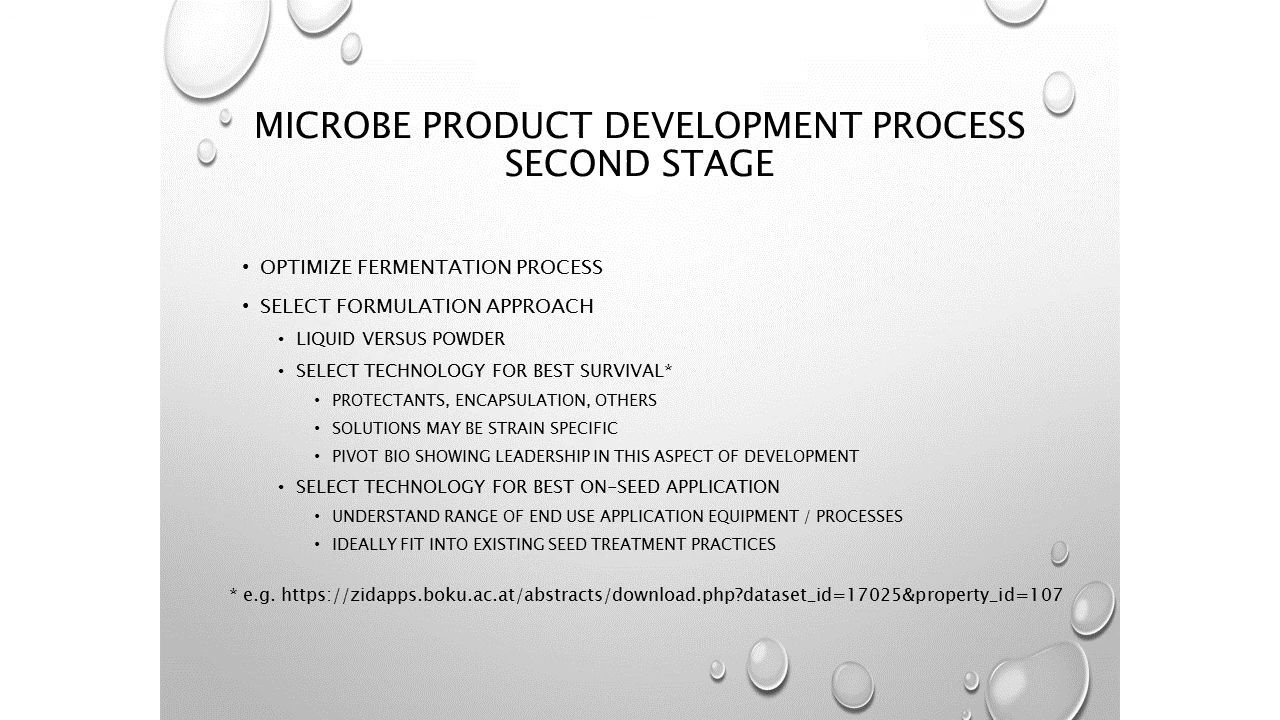 MICROBE PRODUCT DEVELOPMENT PROCESS
SECOND STAGE
• OPTIMIZE FERMENTATION PROCESS
• SELECT FORMULATION APPROACH
• LIQUID VERSUS POWDER
• SELECT TECHNOLOGY FOR BEST SURVIVAL*
• PROTECTANTS, ENCAPSULATION, OTHERS
• SOLUTIONS MAY BE STRAIN SPECIFIC
• PIVOT BIO SHOWING LEADERSHIP IN THIS ASPECT OF DEVELOPMENT
• SELECT TECHNOLOGY FOR BEST ON-SEED APPLICATION
• UNDERSTAND RANGE OF END USE APPLICATION EQUIPMENT / PROCESSES
• IDEALLY FIT INTO EXISTING SEED TREATMENT PRACTICES
* e.g. https://zidapps.boku.ac.at/abstracts/download.php?dataset_id=17025&property_id=107